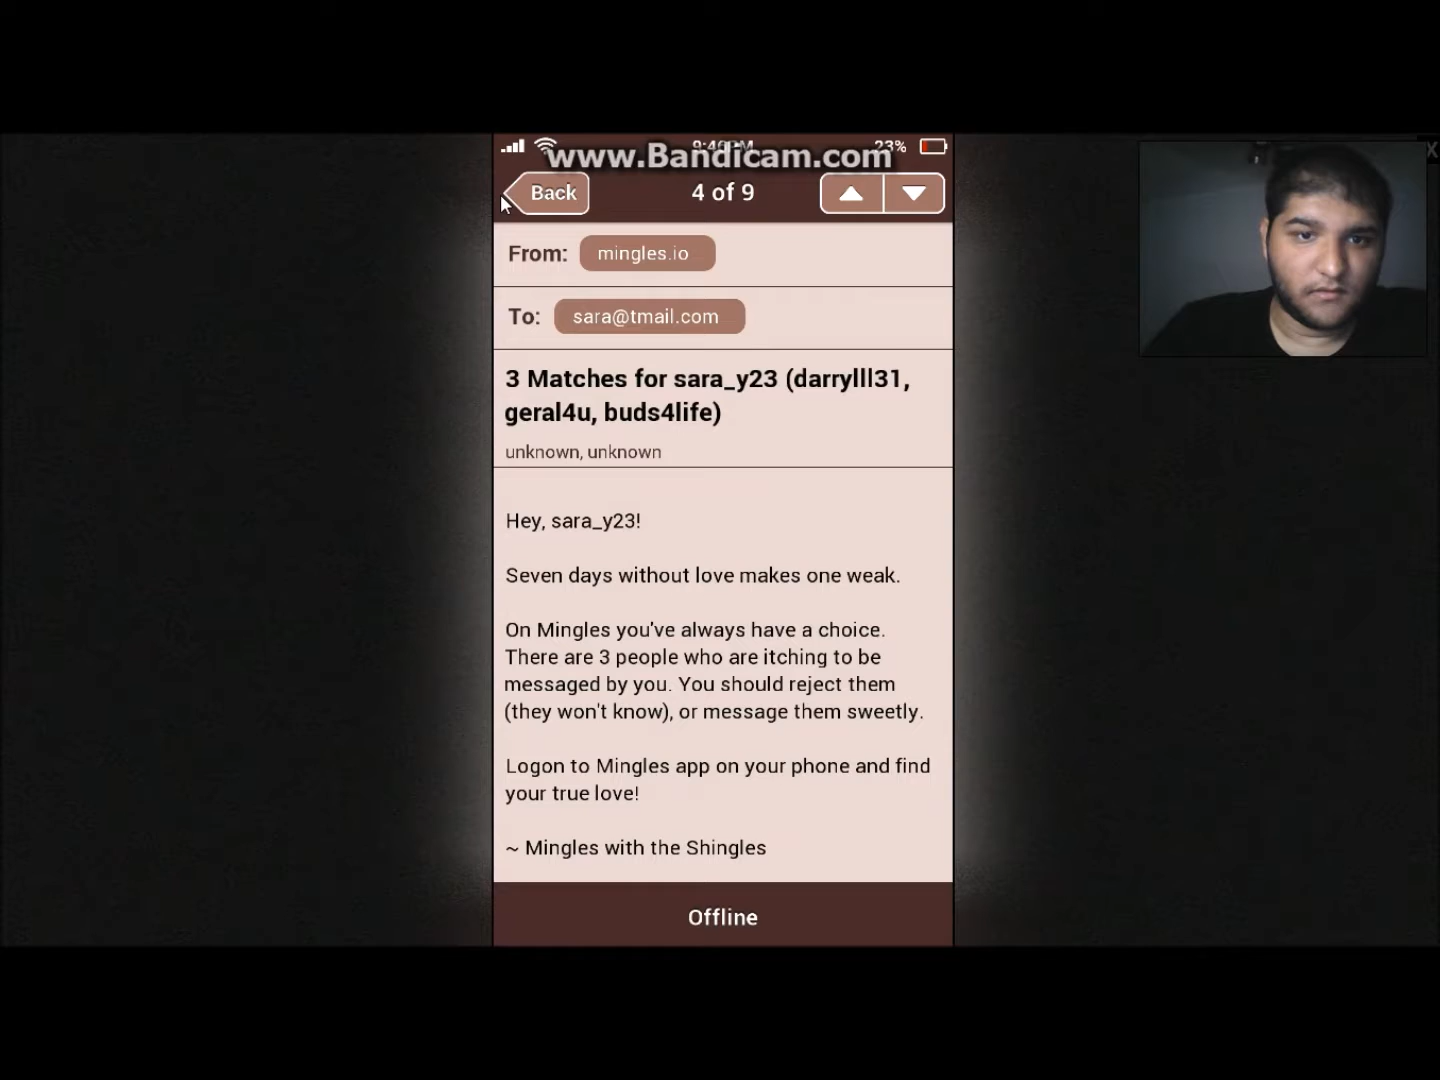 www.Bandicam.com
23%
Back
4 of 9
From: mingles.io
To: sara@tmail.com
3 Matches for sara_y23 (darrylll31,
geral4u, buds4life)
unknown, unknown
Hey, sara_y23!
Seven days without love makes one weak.
On Mingles you've always have a choice.
There are 3 people who are itching to be
messaged by you. You should reject them
(they won't know), or message them sweetly.
Logon to Mingles app on your phone and find
your true love!
~ Mingles with the Shingles
Offline
X